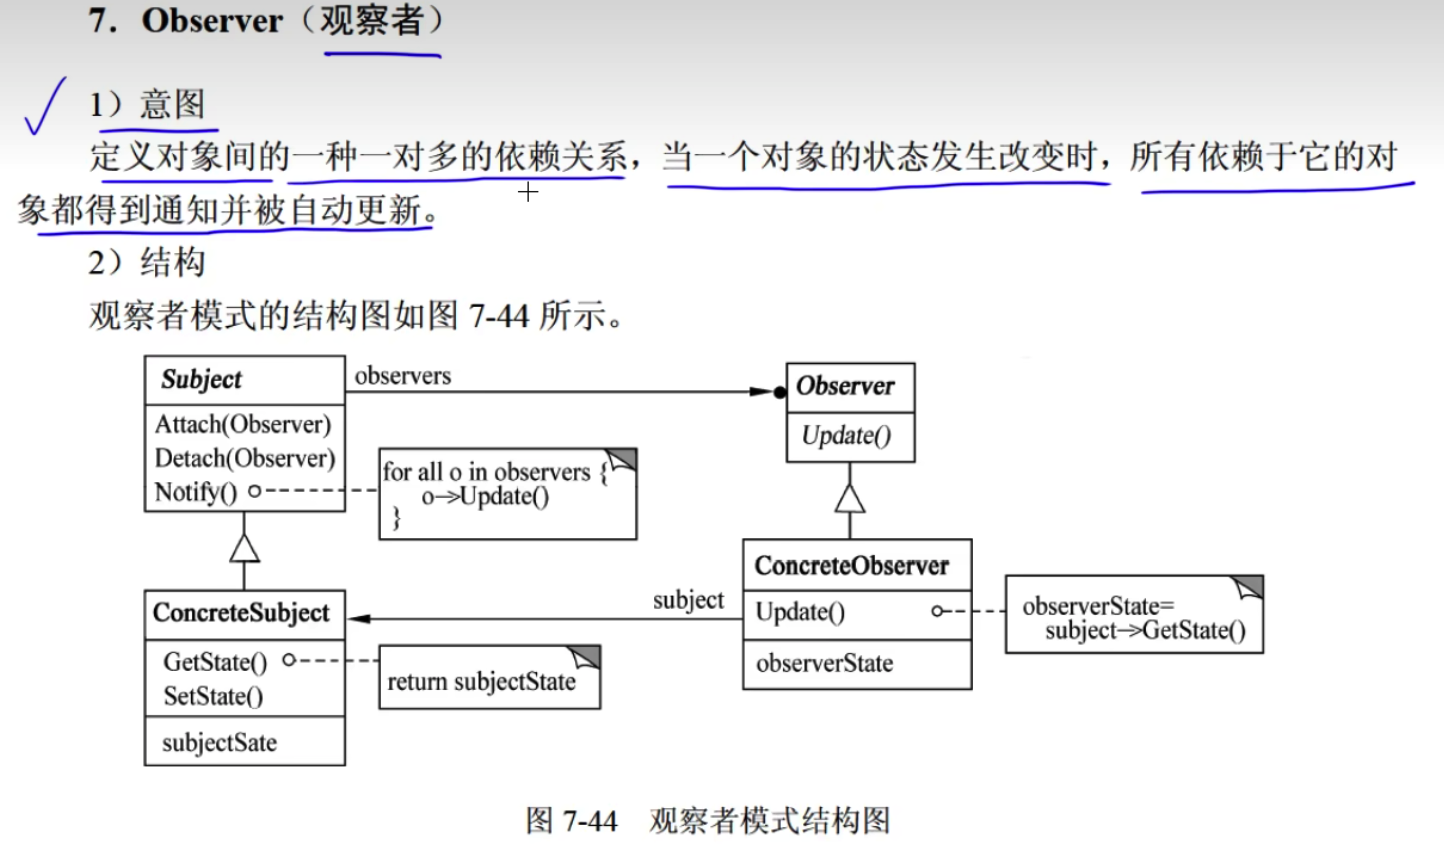 7．Observer（观察者）
1）意图
定义对象间的一种一对多的依赖关系，当一个对象的状态发生改变时，所有依赖于它的对
象都得到通知并被自动更新。
2）结构
观察者模式的结构图如图 7-44 所示。
Subject
observers
Observer
Attach(Observer)
Detach(Observer)
Notify()
for all o in observers {
o->Update()
}
Update()
ConcreteSubject
subject
ConcreteObserver
Update()
observerState=
subject->GetState()
GetState()
SetState()
return subjectState
observerState
subjectSate
图 7-44　观察者模式结构图